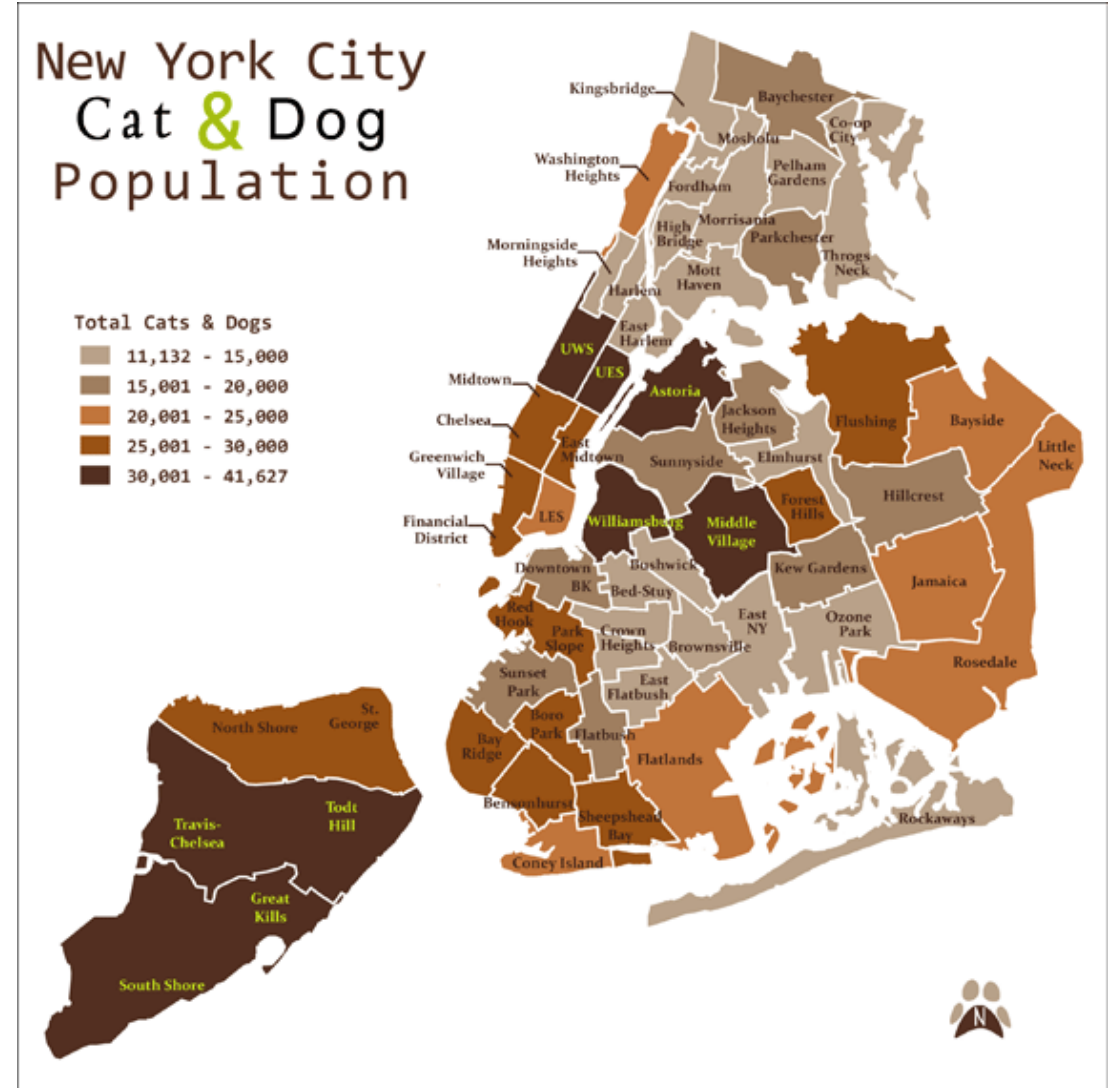 New York City
Cat & Dog
Population
Total Cats & Dogs
11,132 - 15,000
15,001 - 20,000
20,001 - 25,000
25,001 - 30,000
30,001 - 41,627
Kingsbridge
Baychester
Co-op
City
Mosholu
Washington
Heights
Pelham
Gardens
Fordham
Morrisania
High
Bridge
Parkchester
Morningside
Heights
Throgs
Neck
Mott
Haven
Harlem
East
Harlem
UWS
UES
Midtown
Astoria
Chelsea
Jackson
Heights
Flushing
Bayside
East
Midtown
Little
Neck
Greenwich
Village
Sunnyside
Elmhurst
Hillcrest
Forest
Hills
LES
Williamsburg
Middle
Village
Financial
District
Downtown
BK
Boshwick
Kew Gardens
Jamaica
Bed-Stuy
Red
Hook
East
NY
Ozone
Park
Park
Slope
Crown
Heights
Brownsville
Rosedale
Sunset
Park
East
Flatbush
Boro
Park
Flatbush
Bay
Ridge
Flatlands
Bensonhurst
Sheepshead
Bay
Rockaways
Coney Island
St.
George
North Shore
Todt
Hill
Travis-
Chelsea
Great
Kills
South Shore
N